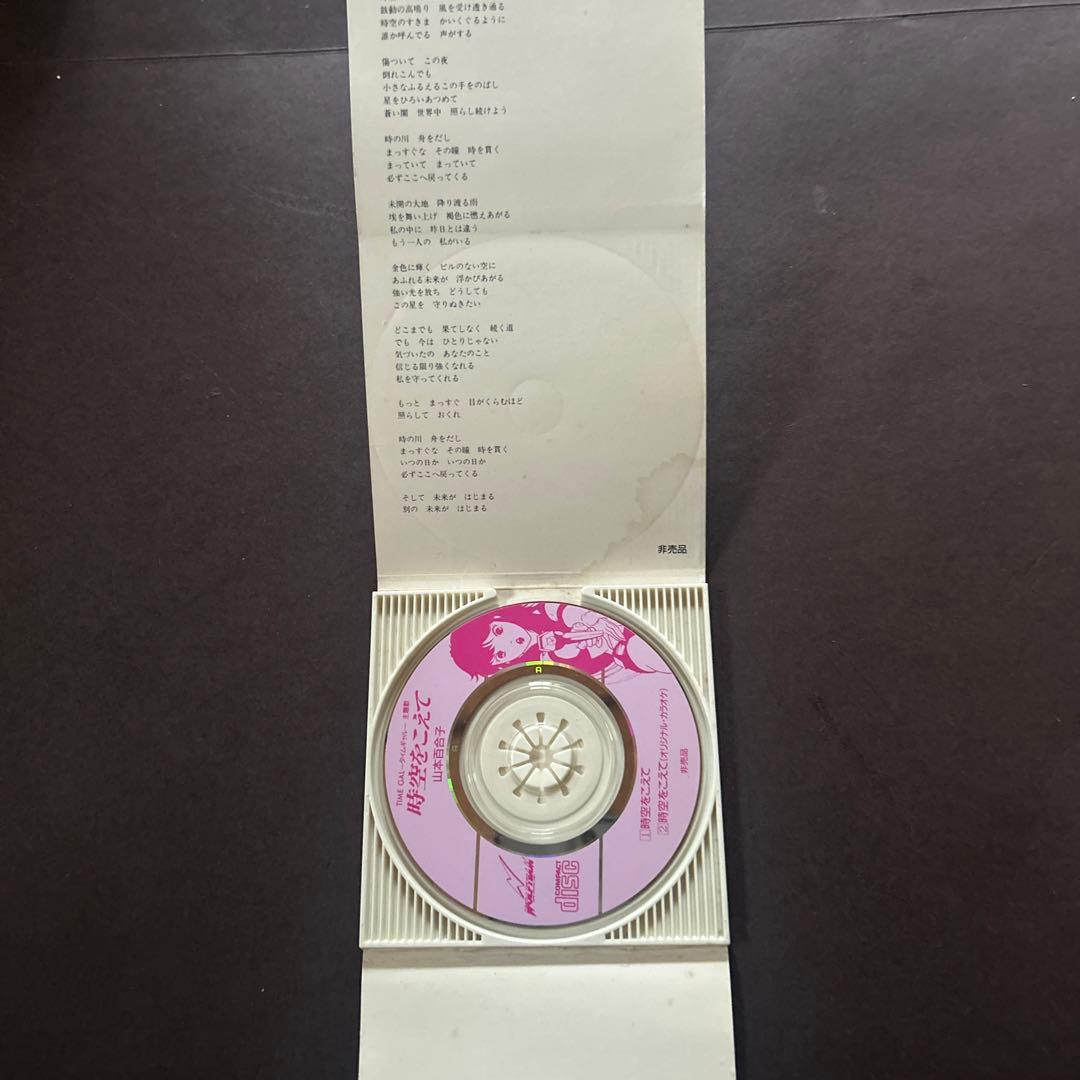 鼓動の高鳴り　風を受け透き通る
時空のすきま　かいくぐるように
誰か呼んでる　声がする
傷ついて　この夜
倒れこんでも
小さなふるえるこの手をのばし
星をひろいあつめて
蒼い闇　世界中　照らし続けよう
時の川　舟をだし
まっすぐな　その瞳　時を貫く
まっていて　まっていて
必ずここへ戻ってくる
未開の大地　降り渡る雨
埃を舞い上げ　褐色に燃えあがる
私の中に　昨日とは違う
もう一人の　私がいる
金色に輝く　ビルのない空に
あふれる未来が　浮かびあがる
強い光を放ち　どうしても
この星を　守りぬきたい
どこまでも　果てしなく　続く道
でも　今は　ひとりじゃない
気づいたの　あなたのこと
信じる限り強くなれる
私を守ってくれる
もっと　まっすぐ　目がくらむほど
照らして　おくれ
時の川　舟をだし
まっすぐな　その瞳　時を貫く
いつの日か　いつの日か
必ずここへ戻ってくる
そして　未来が　はじまる
別の　未来が　はじまる
非売品
TIME GAL～タイムギャル～ 主題歌
時空をこえて
山本百合子
A
1 時空をこえて
2 時空をこえて(オリジナル・カラオケ)
非売品
WOLFTEAM
COMPACT
disc